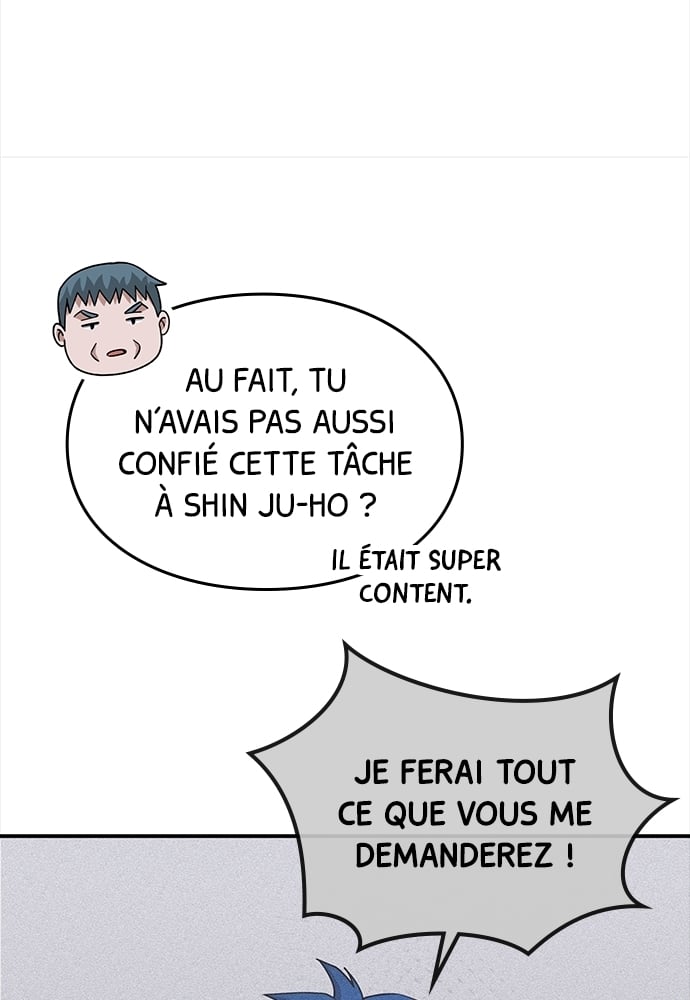 AU FAIT, TU
N'AVAIS PAS AUSSI
CONFIÉ CETTE TÂCHE
À SHIN JU-HO ?
IL ÉTAIT SUPER
CONTENT.
JE FERAI TOUT
CE QUE VOUS ME
DEMANDEREZ !